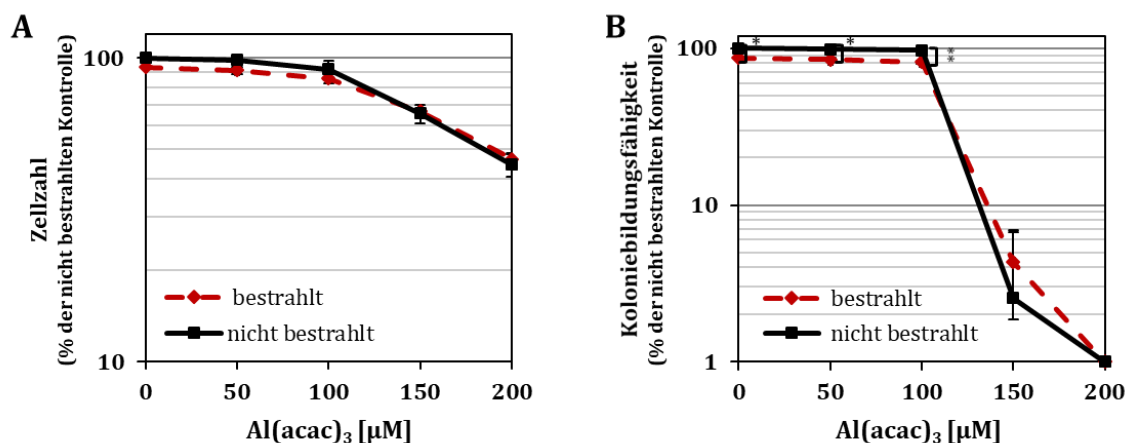 A
Zellzahl
(% der nicht bestrahlten Kontrolle)
100
10
bestrahlt
nicht bestrahlt
0 50 100 150 200
Al(acac)₃ [µM]
B
Koloniebildungsfähigkeit
(% der nicht bestrahlten Kontrolle)
100
10
1
* * **
bestrahlt
nicht bestrahlt
0 50 100 150 200
Al(acac)₃ [µM]